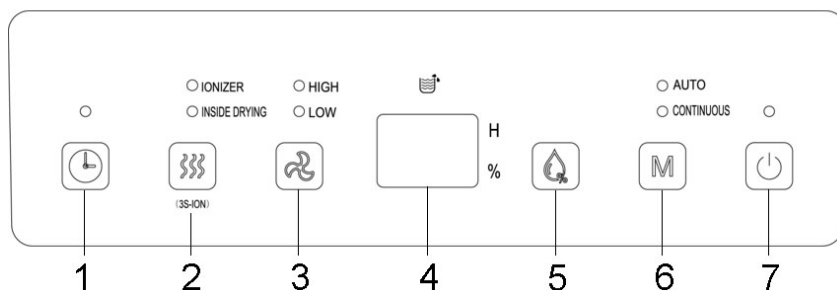 IONIZER
INSIDE DRYING
HIGH
LOW
H
%
AUTO
CONTINUOUS
(3S-ION)
%
M
1 2 3 4 5 6 7